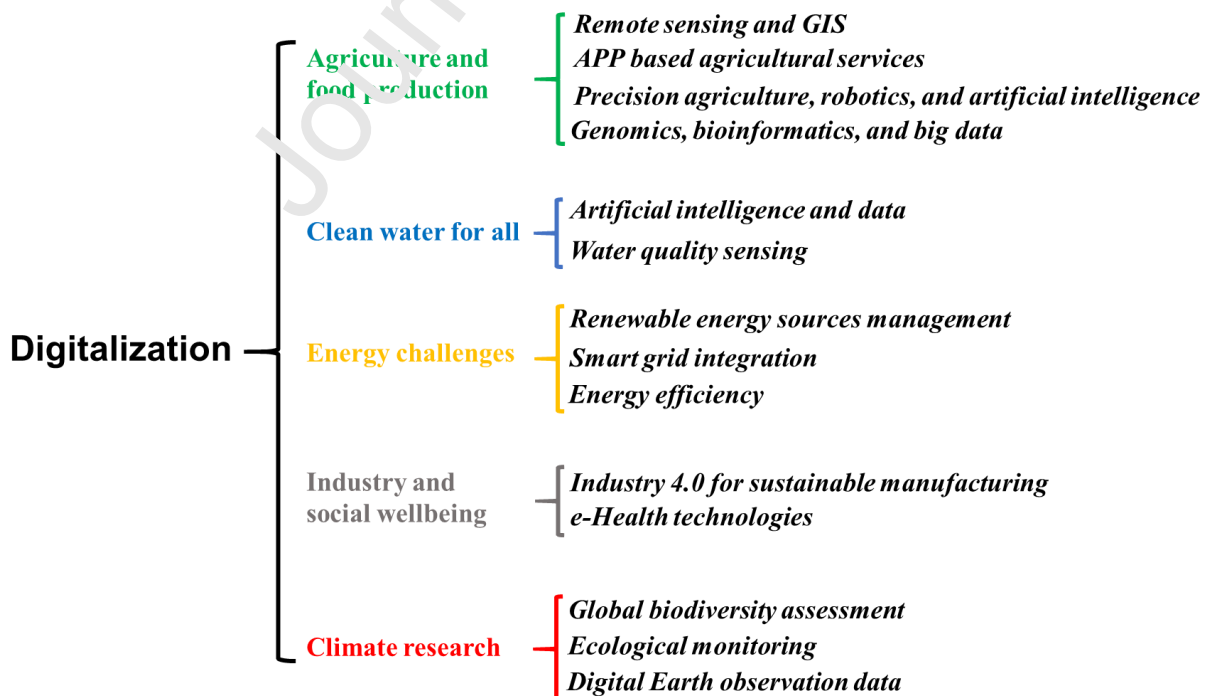 Digitalization
Agriculture and
food production
Remote sensing and GIS
APP based agricultural services
Precision agriculture, robotics, and artificial intelligence
Genomics, bioinformatics, and big data
Clean water for all
Artificial intelligence and data
Water quality sensing
Energy challenges
Renewable energy sources management
Smart grid integration
Energy efficiency
Industry and
social wellbeing
Industry 4.0 for sustainable manufacturing
e-Health technologies
Climate research
Global biodiversity assessment
Ecological monitoring
Digital Earth observation data